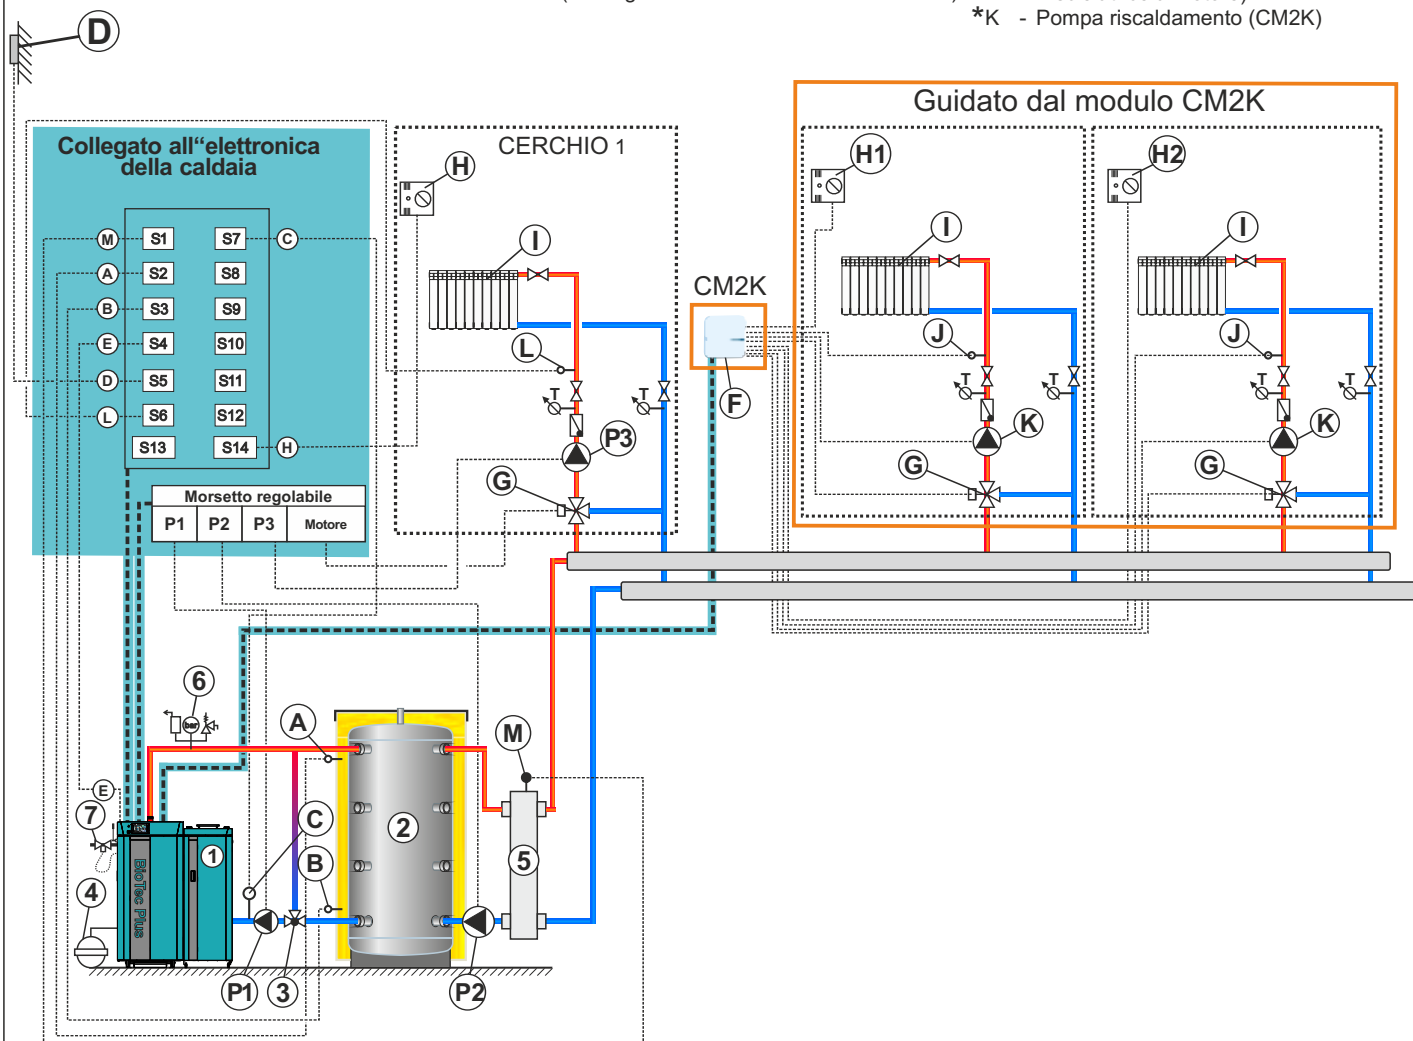 *K - Pompa riscaldamento (CM2K)
D
Guidato dal modulo CM2K
Collegato all“elettronica
della caldaia
CERCHIO 1
H
H1
H2
M S1 S7 C
A S2 S8
B S3 S9
E S4 S10
D S5 S11
L S6 S12
S13 S14 H
I
I
I
CM2K
L
J
J
F
T
T
T
T
T
T
P3
K
K
G
G
G
Morsetto regolabile
P1 P2 P3 Motore
6
bar
A
M
E
7
C
1
2
5
B
BioTec Plus
4
P1
3
P2